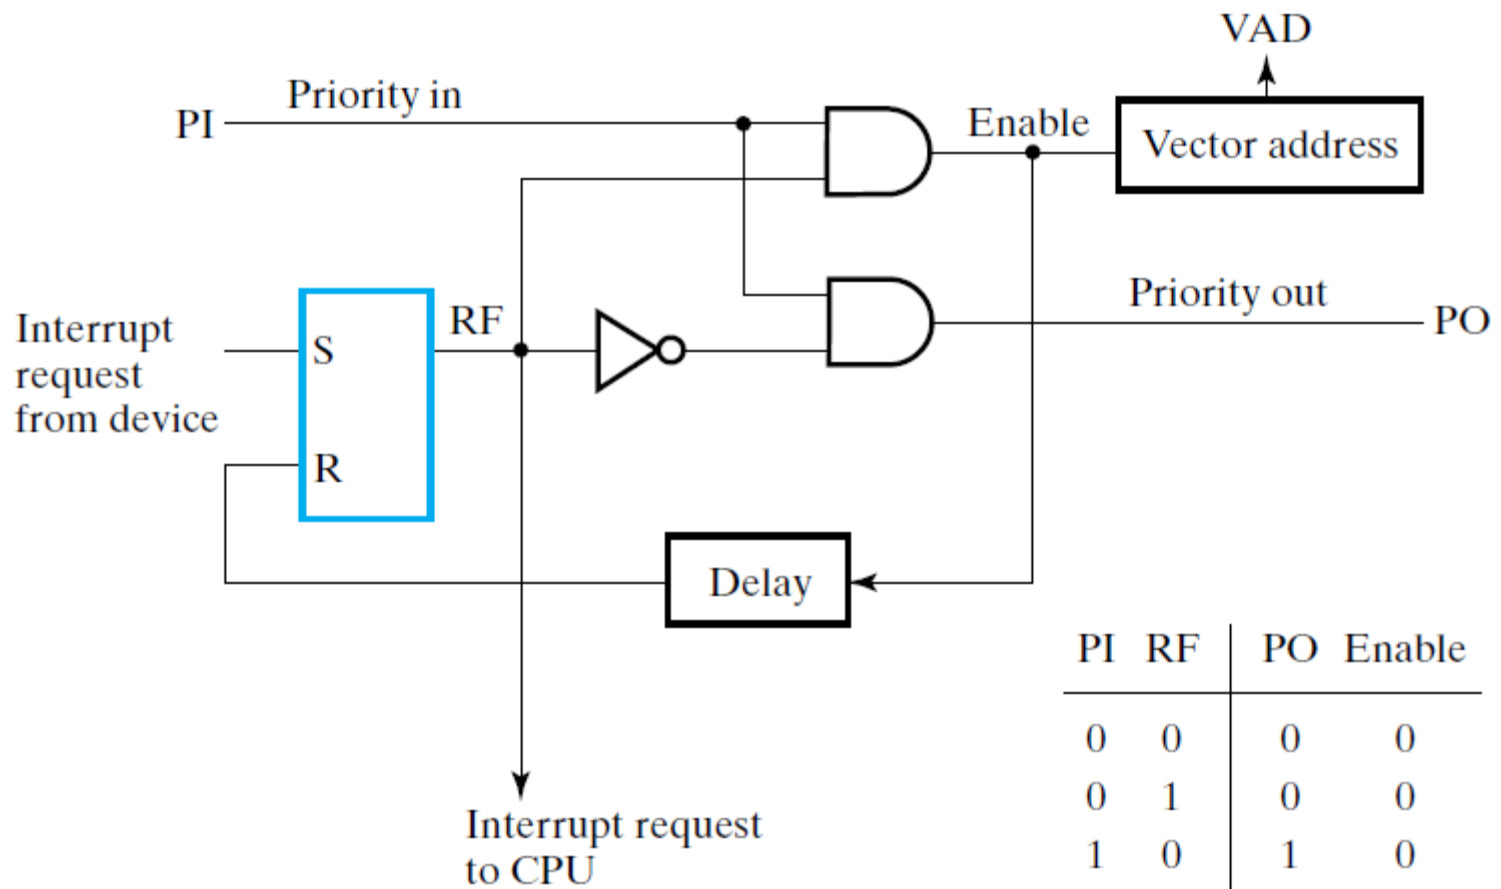 VAD
Priority in
PI
Enable
Vector address
Priority out
PO
Interrupt
request
from device
S
RF
R
Delay
Interrupt request
to CPU
PI RF PO Enable
0 0 0 0
0 1 0 0
1 0 1 0